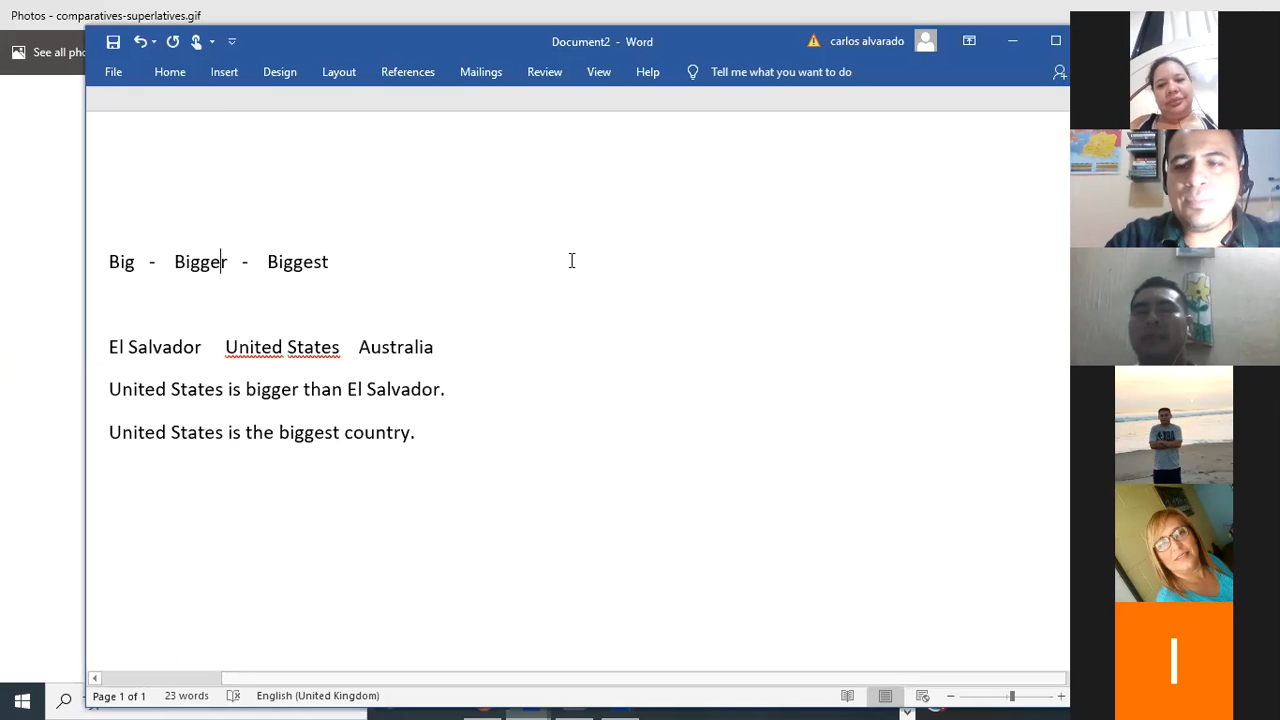 Photos - comparatives-superlatives.gif
See all pho
Document2 - Word
carlos alvarado
File Home Insert Design Layout References Mailings Review View Help Tell me what you want to do
Big - Bigger - Biggest
El Salvador United States Australia
United States is bigger than El Salvador.
United States is the biggest country.
Page 1 of 1 23 words English (United Kingdom)
I